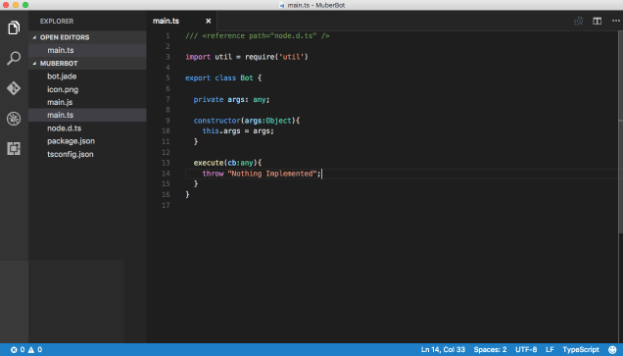 main.ts - MuberBot
EXPLORER
OPEN EDITORS
main.ts
MUBERBOT
bot.jade
icon.png
main.js
main.ts
node.d.ts
package.json
tsconfig.json
main.ts ×
1 /// <reference path="node.d.ts" />
2
3 import util = require('util')
4
5 export class Bot {
6
7 private args: any;
8
9 constructor(args:Object){
10 this.args = args;
11 }
12
13 execute(cb:any){
14 throw "Nothing Implemented";
15 }
16 }
17
0 0 Ln 14, Col 33 Spaces: 2 UTF-8 LF TypeScript